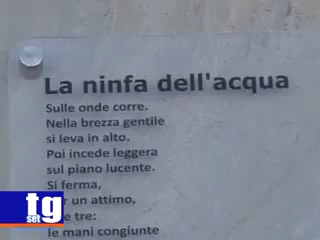 La ninfa dell'acqua
Sulle onde corre.
Nella brezza gentile
si leva in alto.
Poi incede leggera
sul piano lucente.
Si ferma,
r un attimo,
e tre:
le mani congiunte
tg
set